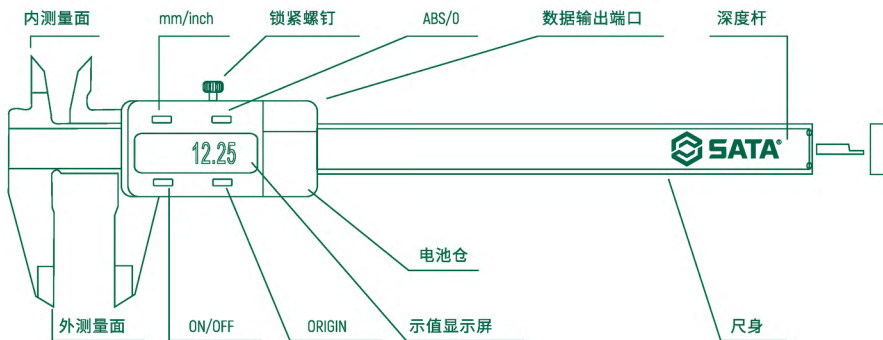 内测量面
mm/inch
锁紧螺钉
ABS/0
数据输出端口
深度杆
12.25
SATA®
电池仓
外测量面
ON/OFF
ORIGIN
示值显示屏
尺身